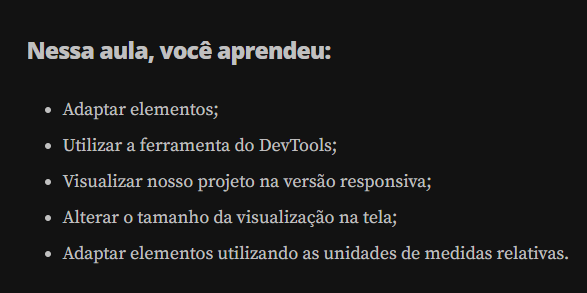 Nessa aula, você aprendeu:
• Adaptar elementos;
• Utilizar a ferramenta do DevTools;
• Visualizar nosso projeto na versão responsiva;
• Alterar o tamanho da visualização na tela;
• Adaptar elementos utilizando as unidades de medidas relativas.